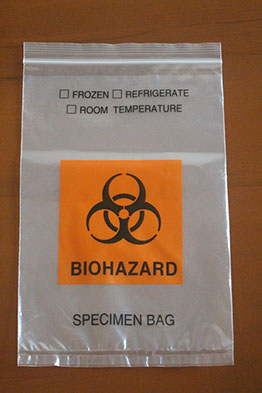 ☐ FROZEN ☐ REFRIGERATE
☐ ROOM TEMPERATURE
BIOHAZARD
SPECIMEN BAG